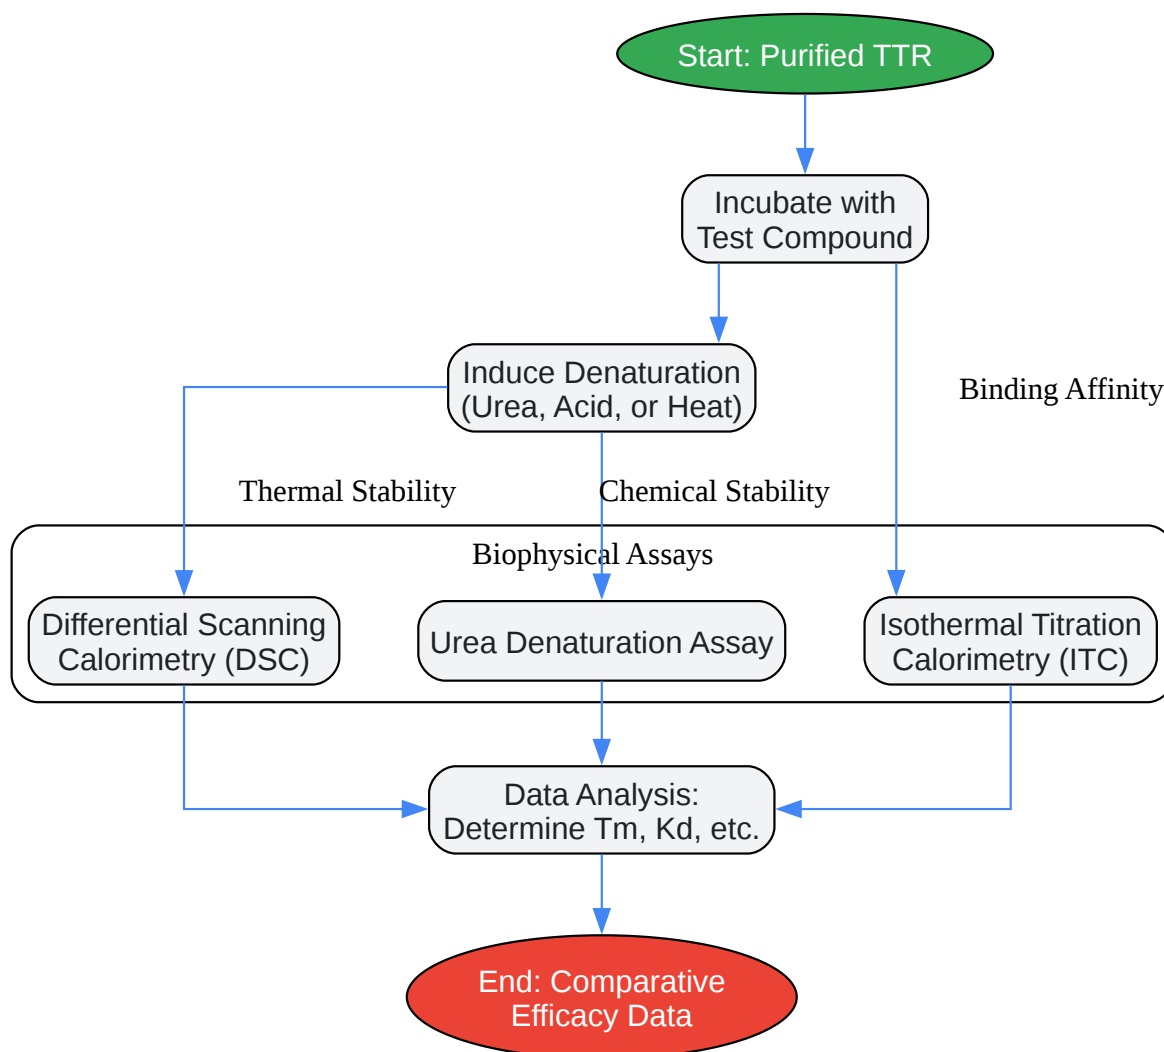 Start: Purified TTR
Incubate with
Test Compound
Induce Denaturation
(Urea, Acid, or Heat)
Binding Affinity
Thermal Stability
Chemical Stability
Biophysical Assays
Differential Scanning
Calorimetry (DSC)
Urea Denaturation Assay
Isothermal Titration
Calorimetry (ITC)
Data Analysis:
Determine Tm, Kd, etc.
End: Comparative
Efficacy Data